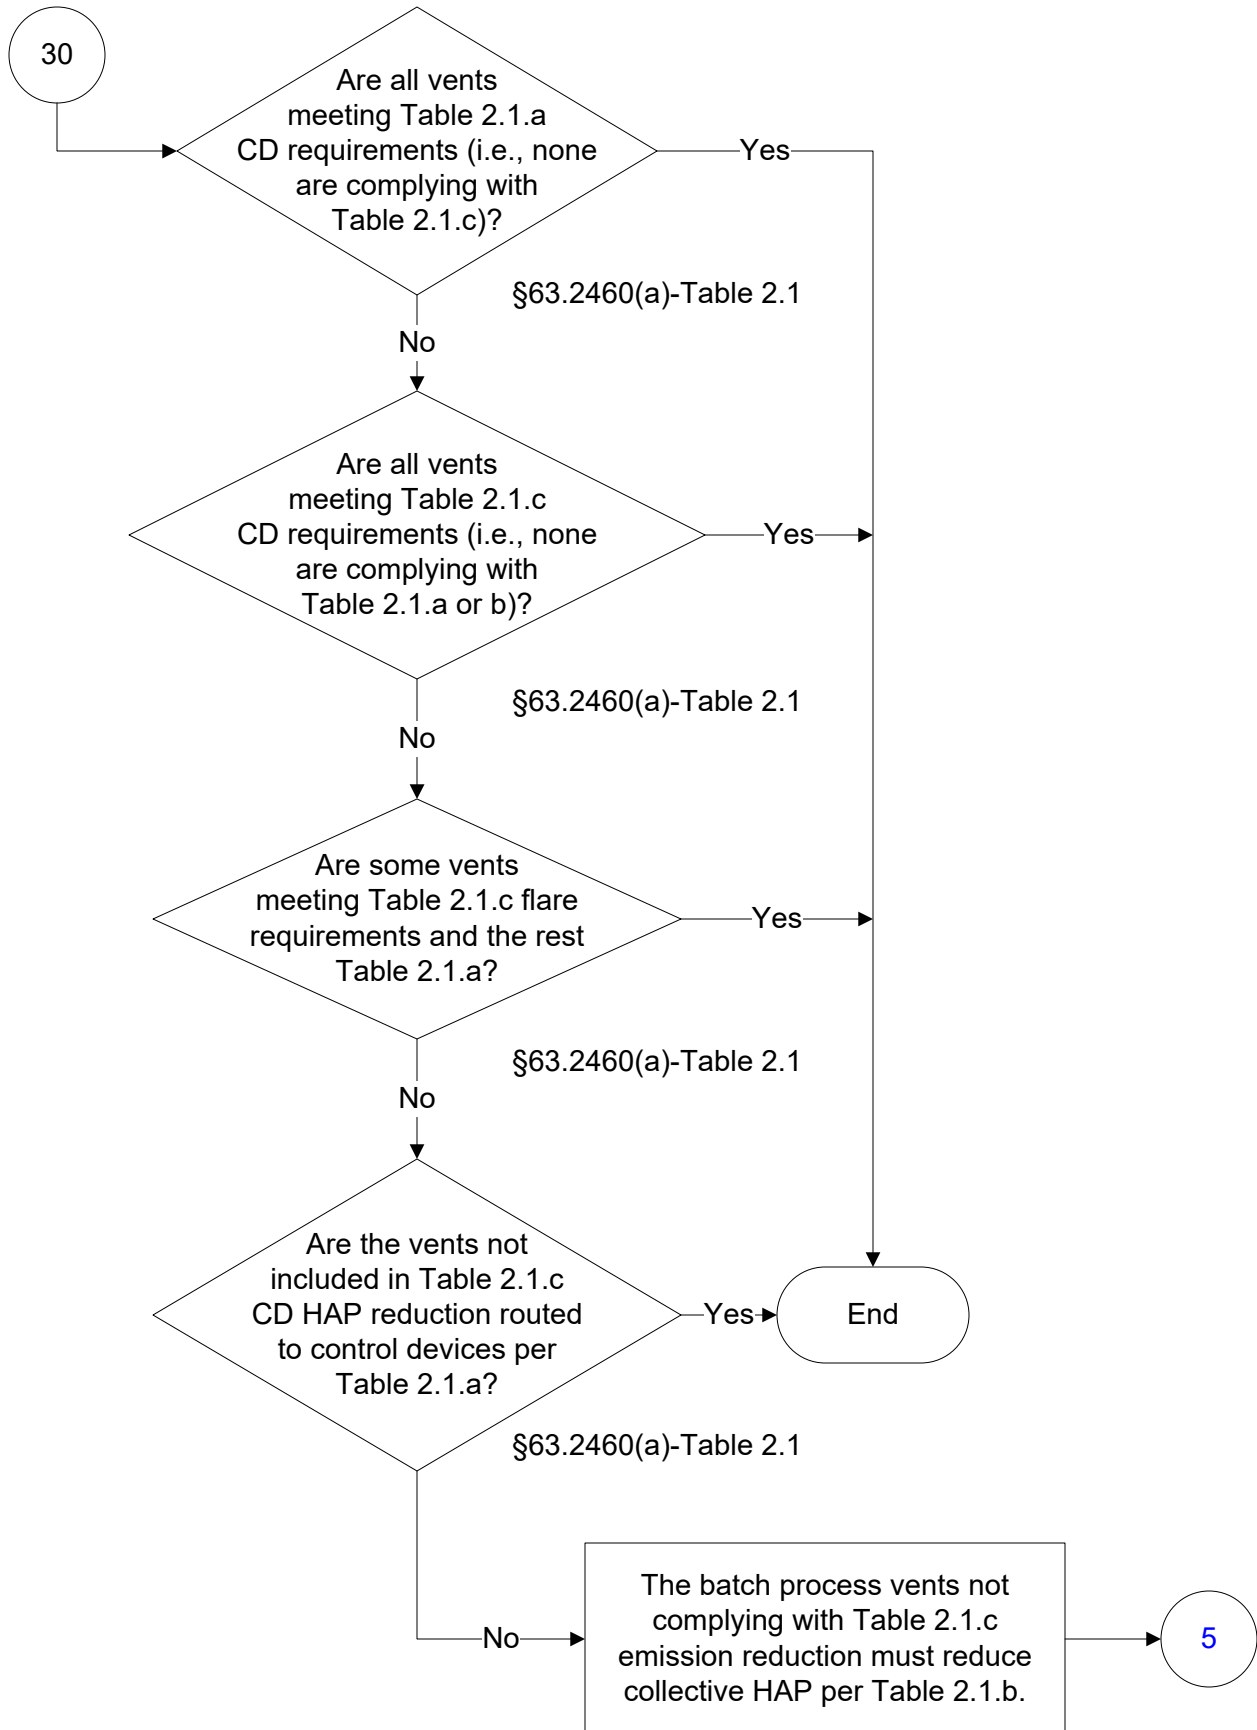 30
Are all vents
meeting Table 2.1.a
CD requirements (i.e., none
are complying with
Table 2.1.c)?
Yes
§63.2460(a)-Table 2.1
No
Are all vents
meeting Table 2.1.c
CD requirements (i.e., none
are complying with
Table 2.1.a or b)?
Yes
§63.2460(a)-Table 2.1
No
Are some vents
meeting Table 2.1.c flare
requirements and the rest
Table 2.1.a?
Yes
§63.2460(a)-Table 2.1
No
Are the vents not
included in Table 2.1.c
CD HAP reduction routed
to control devices per
Table 2.1.a?
Yes
End
§63.2460(a)-Table 2.1
No
The batch process vents not
complying with Table 2.1.c
emission reduction must reduce
collective HAP per Table 2.1.b.
5